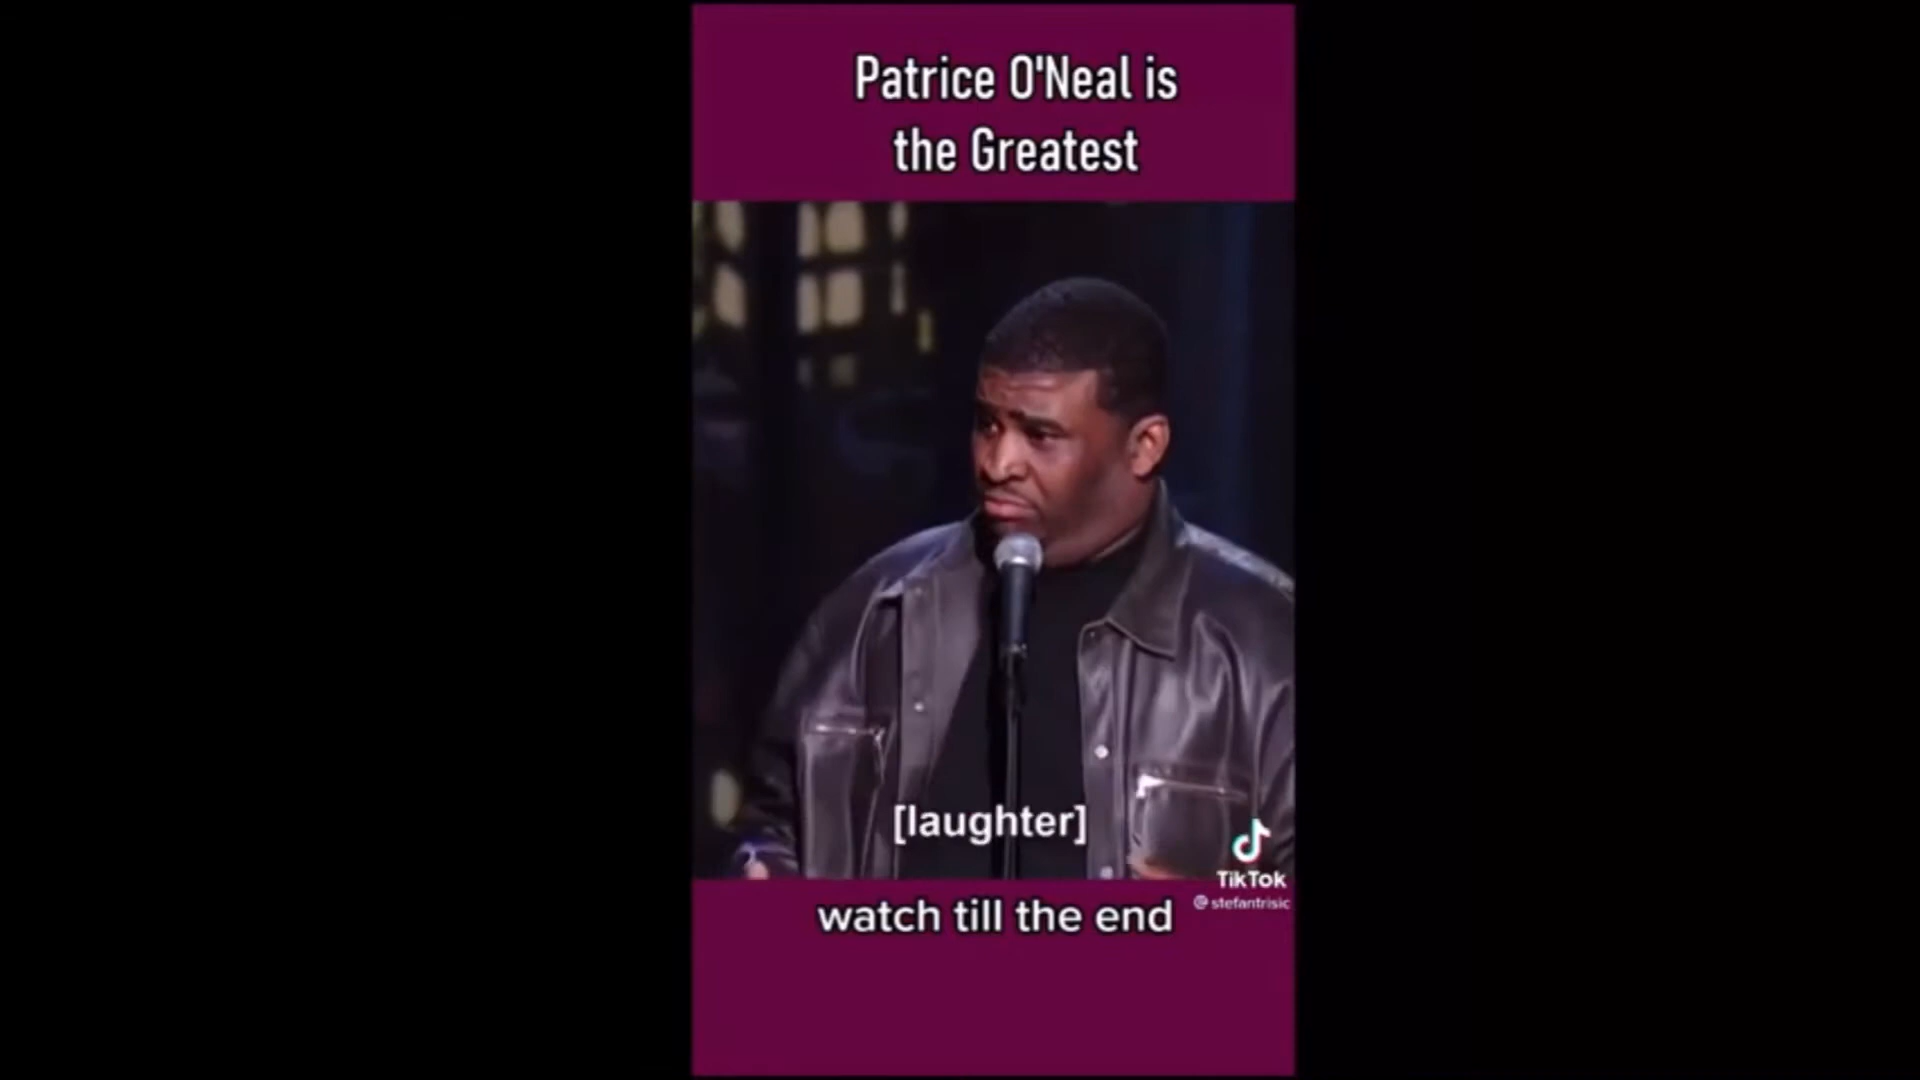 Patrice O'Neal is
the Greatest
[laughter]
TikTok
@stefantrisic
watch till the end